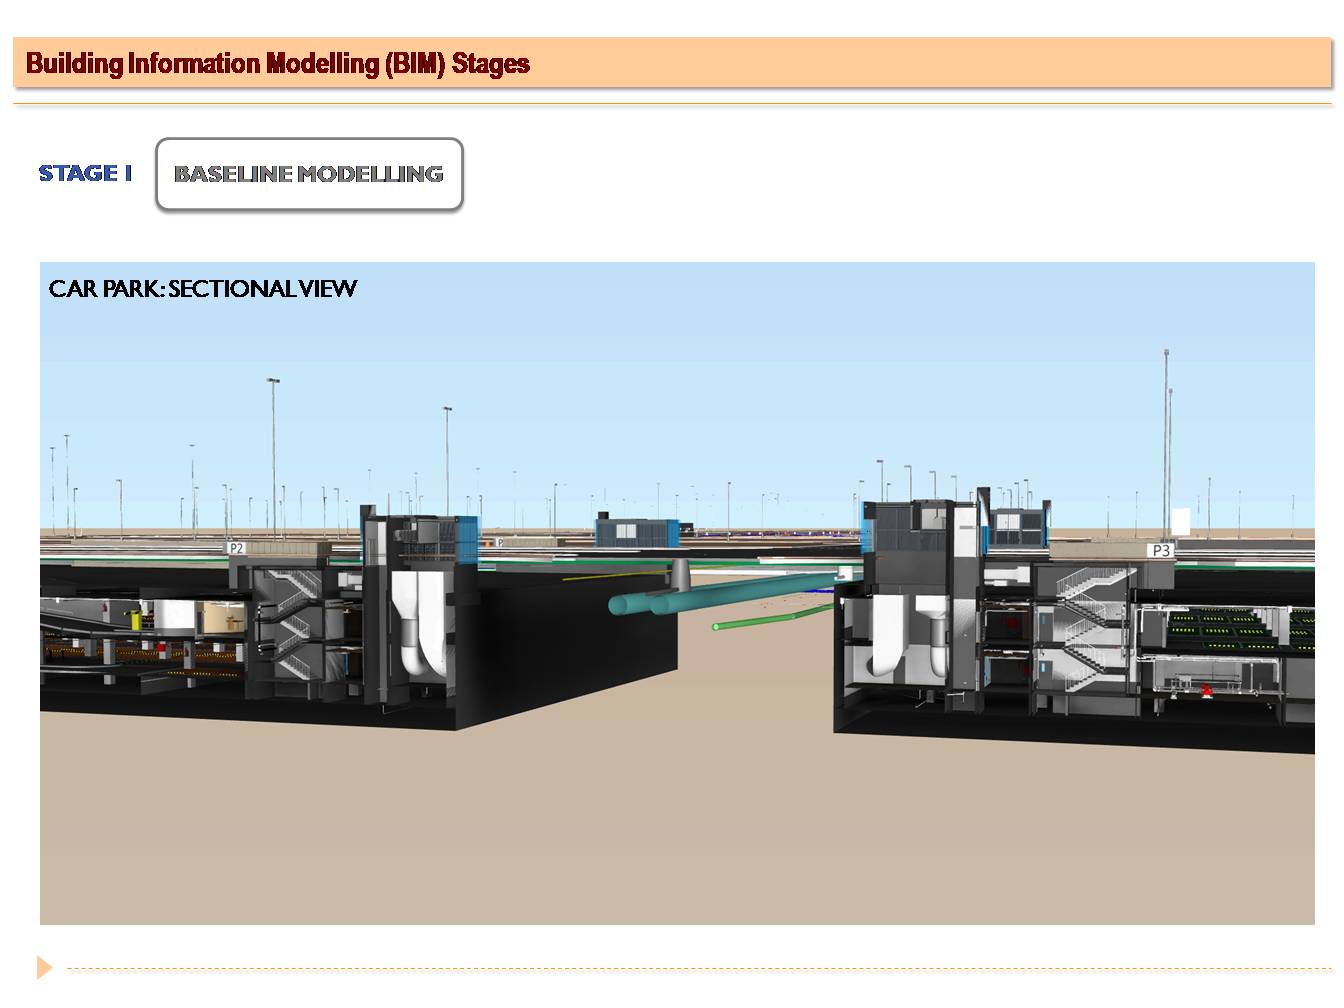 Building Information Modelling (BIM) Stages
STAGE I
BASELINE MODELLING
CAR PARK: SECTIONAL VIEW
P2
P
P3